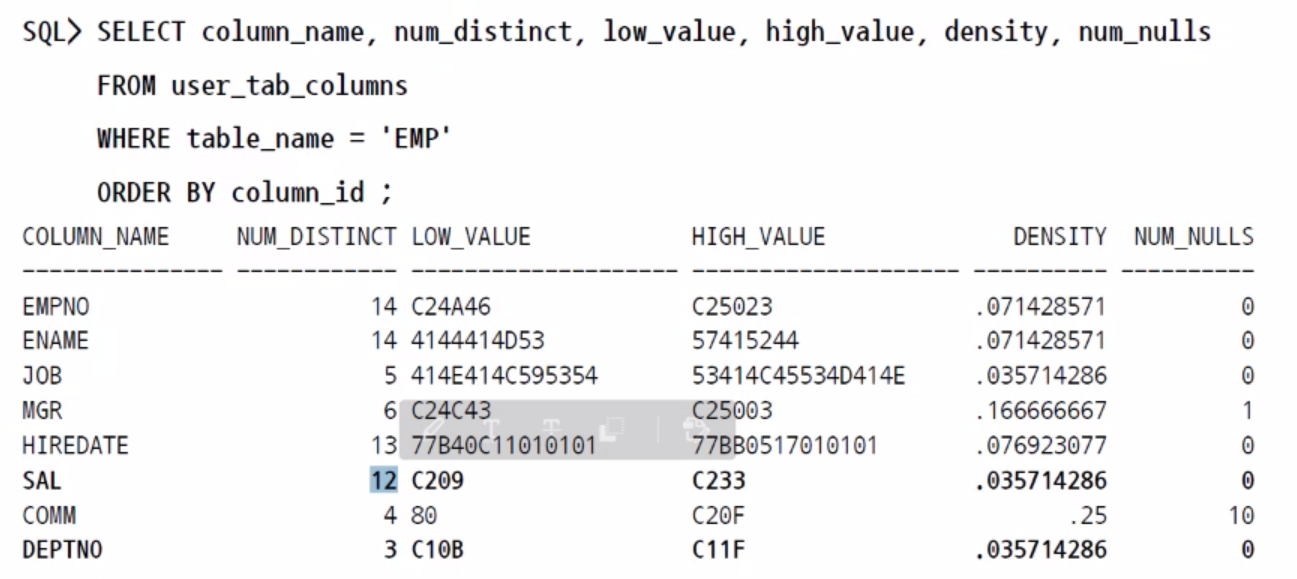 SQL> SELECT column_name, num_distinct, low_value, high_value, density, num_nulls
FROM user_tab_columns
WHERE table_name = 'EMP'
ORDER BY column_id ;
COLUMN_NAME NUM_DISTINCT LOW_VALUE HIGH_VALUE DENSITY NUM_NULLS
--------------- ------------ -------------------- -------------------- ---------- ----------
EMPNO 14 C24A46 C25023 .071428571 0
ENAME 14 4144414D53 57415244 .071428571 0
JOB 5 414E414C595354 53414C45534D414E .035714286 0
MGR 6 C24C43 C25003 .166666667 1
HIREDATE 13 77B40C11010101 77BB0517010101 .076923077 0
SAL 12 C209 C233 .035714286 0
COMM 4 80 C20F .25 10
DEPTNO 3 C10B C11F .035714286 0